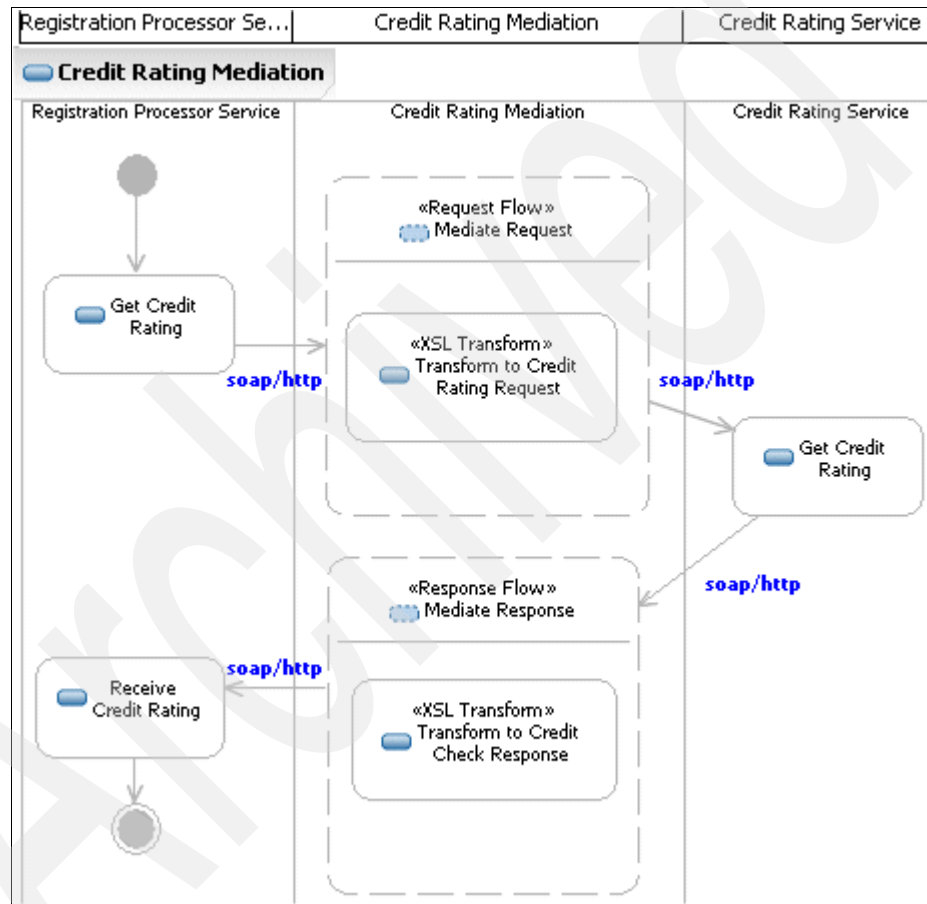 Registration Processor Se...
Credit Rating Mediation
Credit Rating Service
Credit Rating Mediation
Registration Processor Service
Credit Rating Mediation
Credit Rating Service
«Request Flow»
Mediate Request
Get Credit
Rating
«XSL Transform»
Transform to Credit
Rating Request
soap/http
soap/http
Get Credit
Rating
«Response Flow»
Mediate Response
soap/http
soap/http
Receive
Credit Rating
«XSL Transform»
Transform to Credit
Check Response
Archived